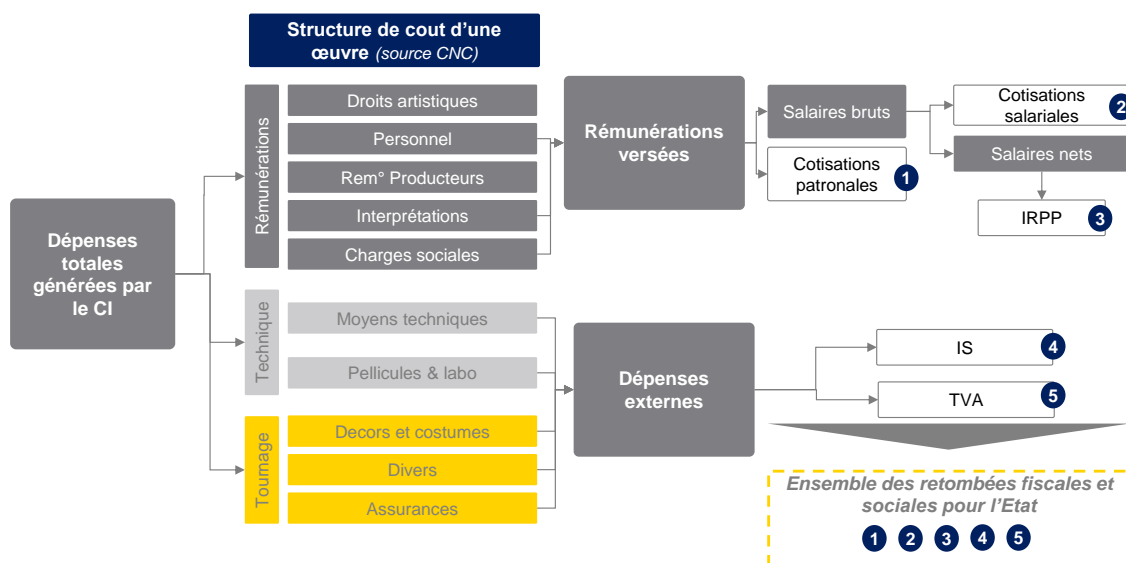 Structure de cout d'une
œuvre (source CNC)
Dépenses
totales
générées par
le CI
Rémunérations
Droits artistiques
Personnel
Rem° Producteurs
Interprétations
Charges sociales
Rémunérations
versées
Salaires bruts
Cotisations
patronales
1
Cotisations
salariales
2
Salaires nets
IRPP
3
Technique
Moyens techniques
Pellicules & labo
Tournage
Decors et costumes
Divers
Assurances
Dépenses
externes
IS
4
TVA
5
Ensemble des retombées fiscales et
sociales pour l'Etat
1 2 3 4 5